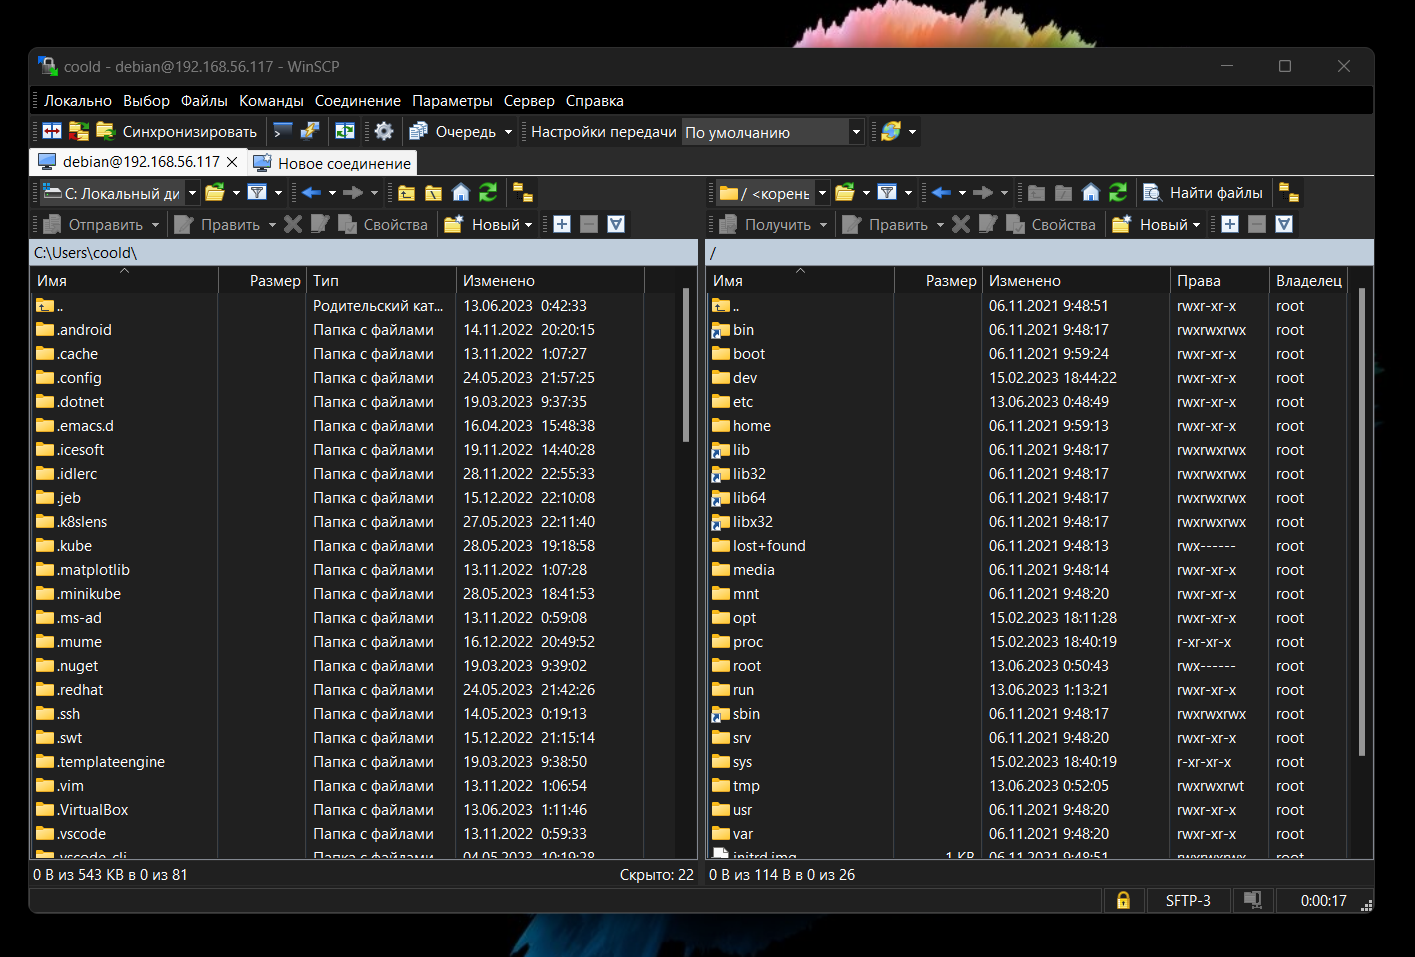 coold - debian@192.168.56.117 - WinSCP
Локально Выбор Файлы Команды Соединение Параметры Сервер Справка
Синхронизировать Очередь Настройки передачи По умолчанию
debian@192.168.56.117 Новое соединение
C: Локальный ди
Отправить Править Свойства Новый
C:\Users\coold\
Имя Размер Тип Изменено
.. Родительский кат... 13.06.2023 0:42:33
.android Папка с файлами 14.11.2022 20:20:15
.cache Папка с файлами 13.11.2022 1:07:27
.config Папка с файлами 24.05.2023 21:57:25
.dotnet Папка с файлами 19.03.2023 9:37:35
.emacs.d Папка с файлами 16.04.2023 15:48:38
.icesoft Папка с файлами 19.11.2022 14:40:28
.idlerc Папка с файлами 28.11.2022 22:55:33
.jeb Папка с файлами 15.12.2022 22:10:08
.k8slens Папка с файлами 27.05.2023 22:11:40
.kube Папка с файлами 28.05.2023 19:18:58
.matplotlib Папка с файлами 13.11.2022 1:07:28
.minikube Папка с файлами 28.05.2023 18:41:53
.ms-ad Папка с файлами 13.11.2022 0:59:08
.mume Папка с файлами 16.12.2022 20:49:52
.nuget Папка с файлами 19.03.2023 9:39:02
.redhat Папка с файлами 24.05.2023 21:42:26
.ssh Папка с файлами 14.05.2023 0:19:13
.swt Папка с файлами 15.12.2022 21:15:14
.templateengine Папка с файлами 19.03.2023 9:38:50
.vim Папка с файлами 13.11.2022 1:06:54
.VirtualBox Папка с файлами 13.06.2023 1:11:46
.vscode Папка с файлами 13.11.2022 0:59:33
.vscode-cli Папка с файлами 04.05.2023 10:19:28
0 B из 543 KB в 0 из 81 Скрыто: 22
/ <корень Найти файлы
Получить Править Свойства Новый
/
Имя Размер Изменено Права Владелец
.. 06.11.2021 9:48:51 rwxr-xr-x root
bin 06.11.2021 9:48:17 rwxrwxrwx root
boot 06.11.2021 9:59:24 rwxr-xr-x root
dev 15.02.2023 18:44:22 rwxr-xr-x root
etc 13.06.2023 0:48:49 rwxr-xr-x root
home 06.11.2021 9:59:13 rwxr-xr-x root
lib 06.11.2021 9:48:17 rwxrwxrwx root
lib32 06.11.2021 9:48:17 rwxrwxrwx root
lib64 06.11.2021 9:48:17 rwxrwxrwx root
libx32 06.11.2021 9:48:17 rwxrwxrwx root
lost+found 06.11.2021 9:48:13 rwx------ root
media 06.11.2021 9:48:14 rwxr-xr-x root
mnt 06.11.2021 9:48:20 rwxr-xr-x root
opt 15.02.2023 18:11:28 rwxr-xr-x root
proc 15.02.2023 18:40:19 r-xr-xr-x root
root 13.06.2023 0:50:43 rwx------ root
run 13.06.2023 1:13:21 rwxr-xr-x root
sbin 06.11.2021 9:48:17 rwxrwxrwx root
srv 06.11.2021 9:48:20 rwxr-xr-x root
sys 15.02.2023 18:40:19 r-xr-xr-x root
tmp 13.06.2023 0:52:05 rwxrwxrwt root
usr 06.11.2021 9:48:20 rwxr-xr-x root
var 06.11.2021 9:48:20 rwxr-xr-x root
initrd.img 1 KB 06.11.2021 9:48:51 rwxrwxrwx root
0 B из 114 B в 0 из 26
SFTP-3 0:00:17